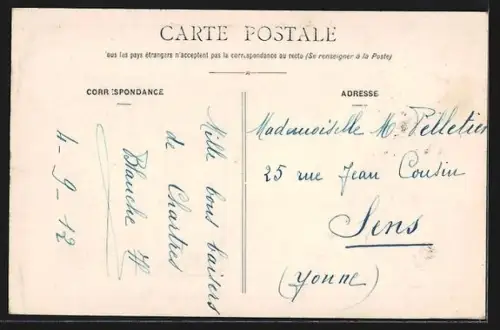 CARTE POSTALE
Tous les pays étrangers n'acceptent pas la correspondance au recto (Se renseigner à la Poste)
CORRESPONDANCE
Mille bons baisers
de Chartres
Blanche H
4-9-12
ADRESSE
Mademoiselle M. Pelletier
25 rue Jean Cousin
Sens
(Yonne)